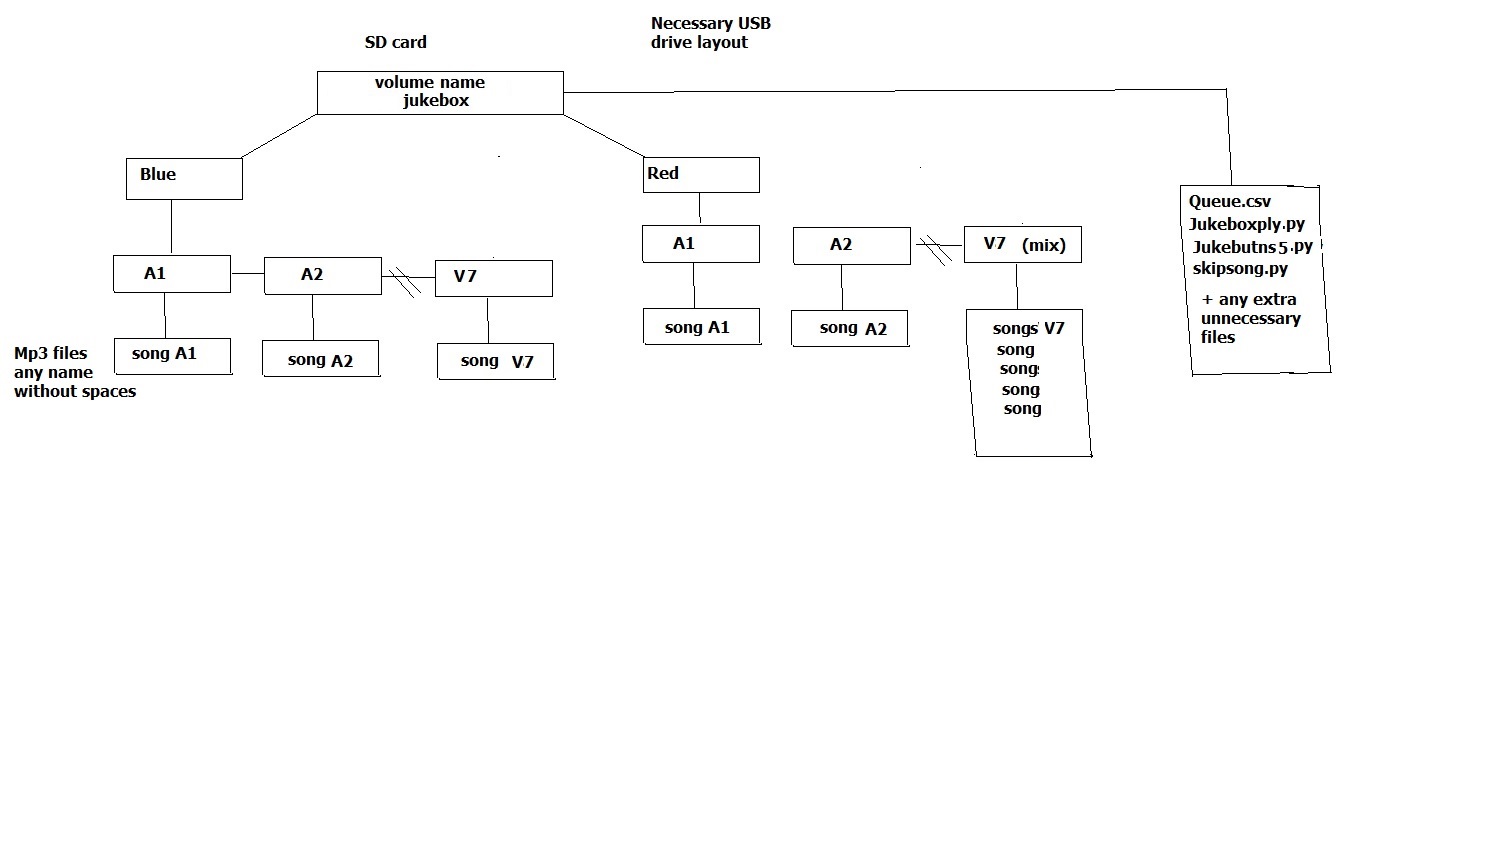 Necessary USB
drive layout
SD card
volume name
jukebox
Blue
Red
A1
A2
V7
A1
A2
V7 (mix)
song A1
song A2
song V7
song A1
song A2
songs V7
song
songs
song
song
Mp3 files
any name
without spaces
Queue.csv
Jukeboxply.py
Jukebutns5.py
skipsong.py
+ any extra
unnecessary
files